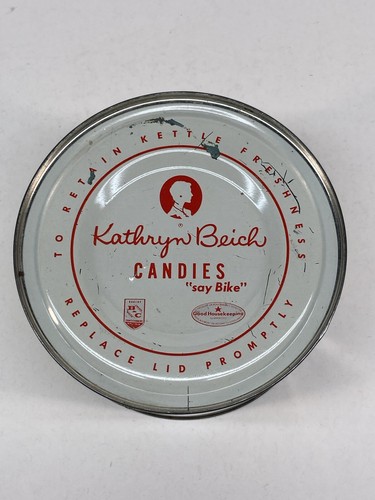 TO RETAIN KETTLE FRESHNESS
Kathryn Beich
®
CANDIES
"say Bike"
Good Housekeeping
REPLACE LID PROMPTLY